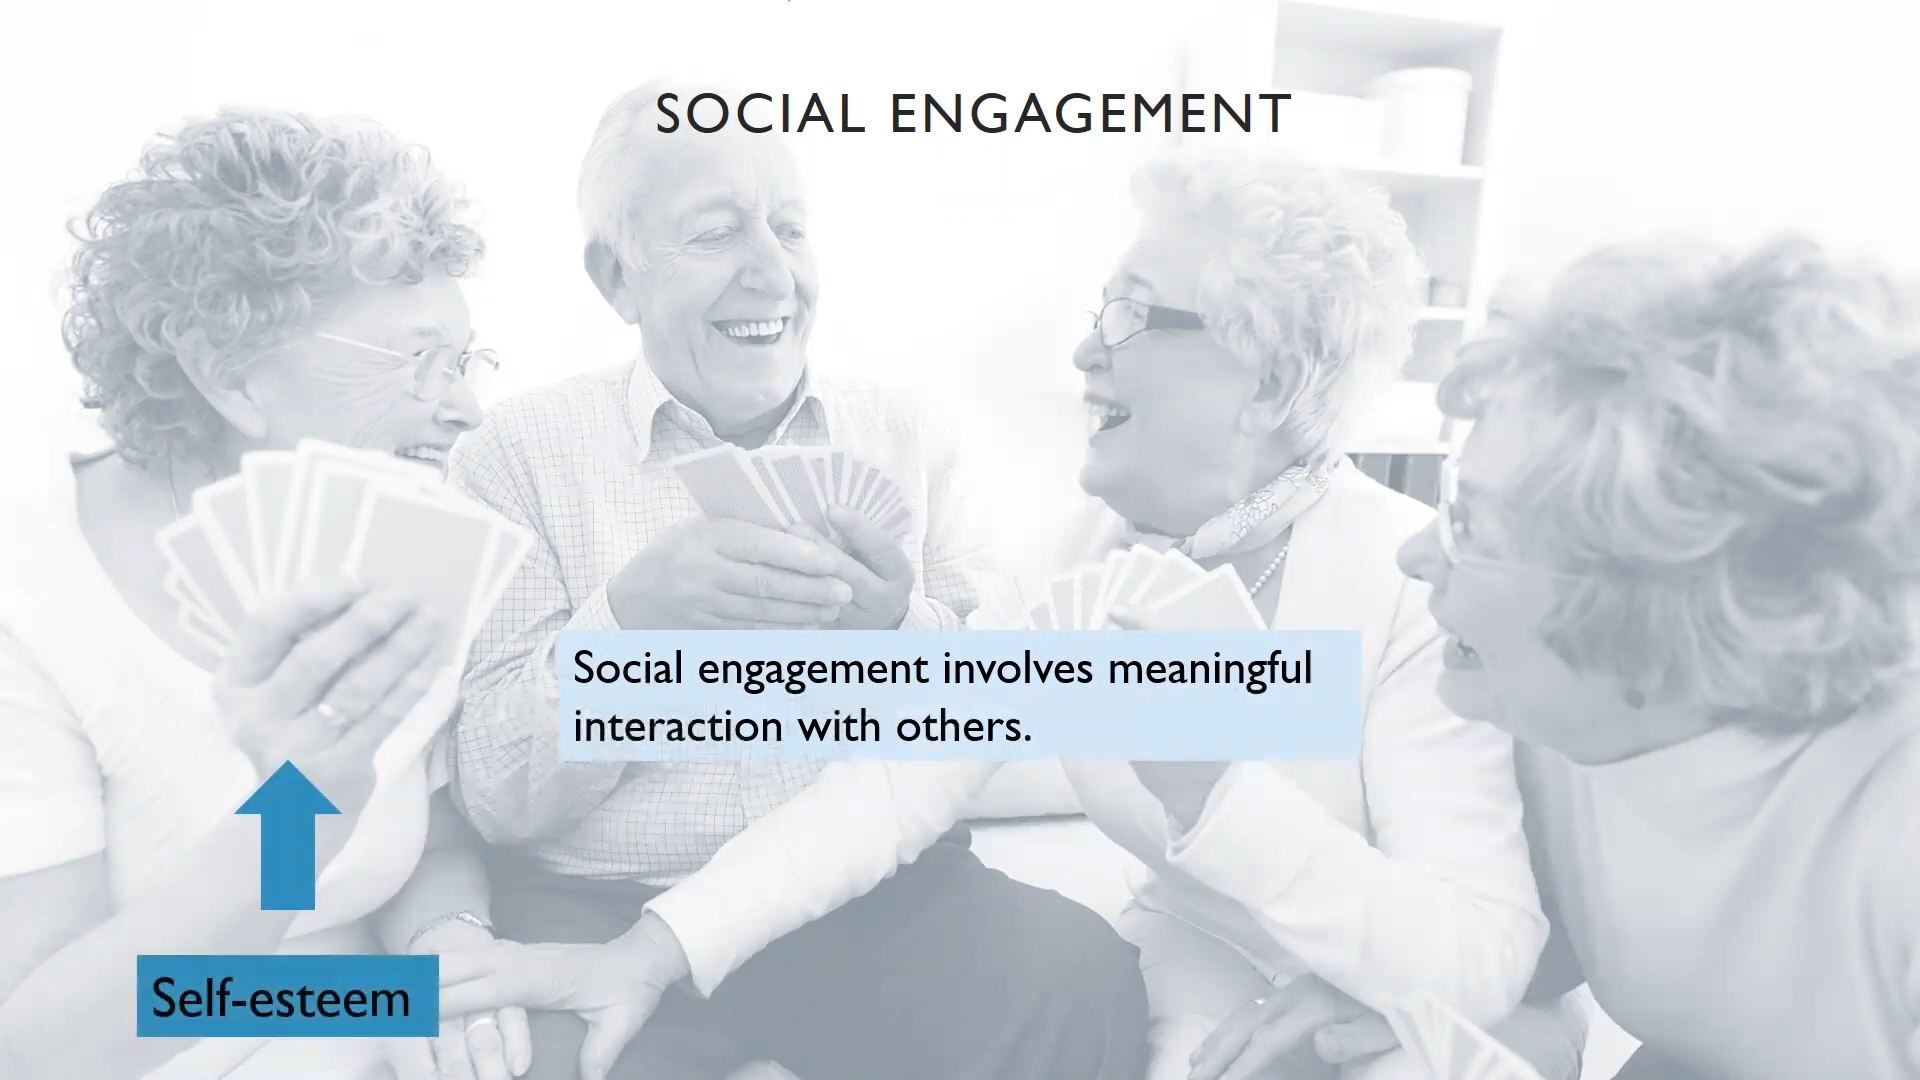 SOCIAL ENGAGEMENT
Social engagement involves meaningful
interaction with others.
Self-esteem